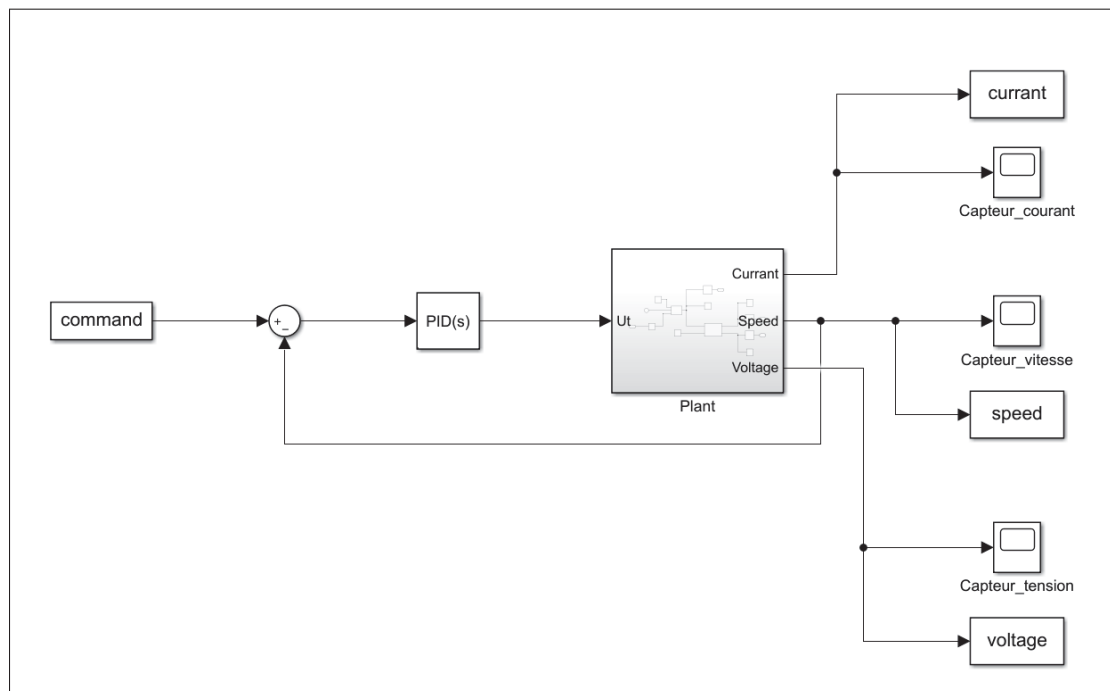 currant
Capteur_courant
Currant
command
+
−
PID(s)
Ut
Speed
Voltage
Plant
Capteur_vitesse
speed
Capteur_tension
voltage